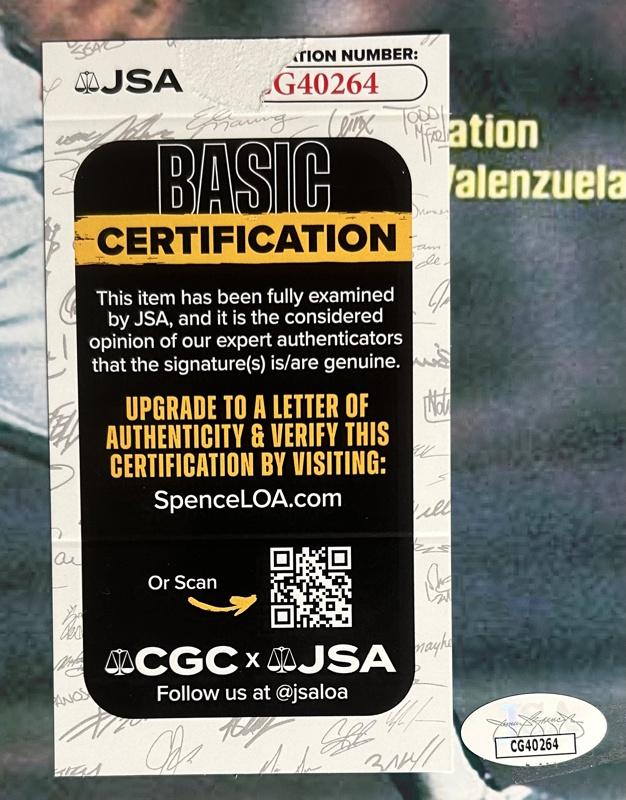 JSA
TION NUMBER:
G40264
BASIC
CERTIFICATION
This item has been fully examined
by JSA, and it is the considered
opinion of our expert authenticators
that the signature(s) is/are genuine.
UPGRADE TO A LETTER OF
AUTHENTICITY & VERIFY THIS
CERTIFICATION BY VISITING:
SpenceLOA.com
Or Scan
CGC x JSA
Follow us at @jsaloa
ation
Valenzuela
CG40264